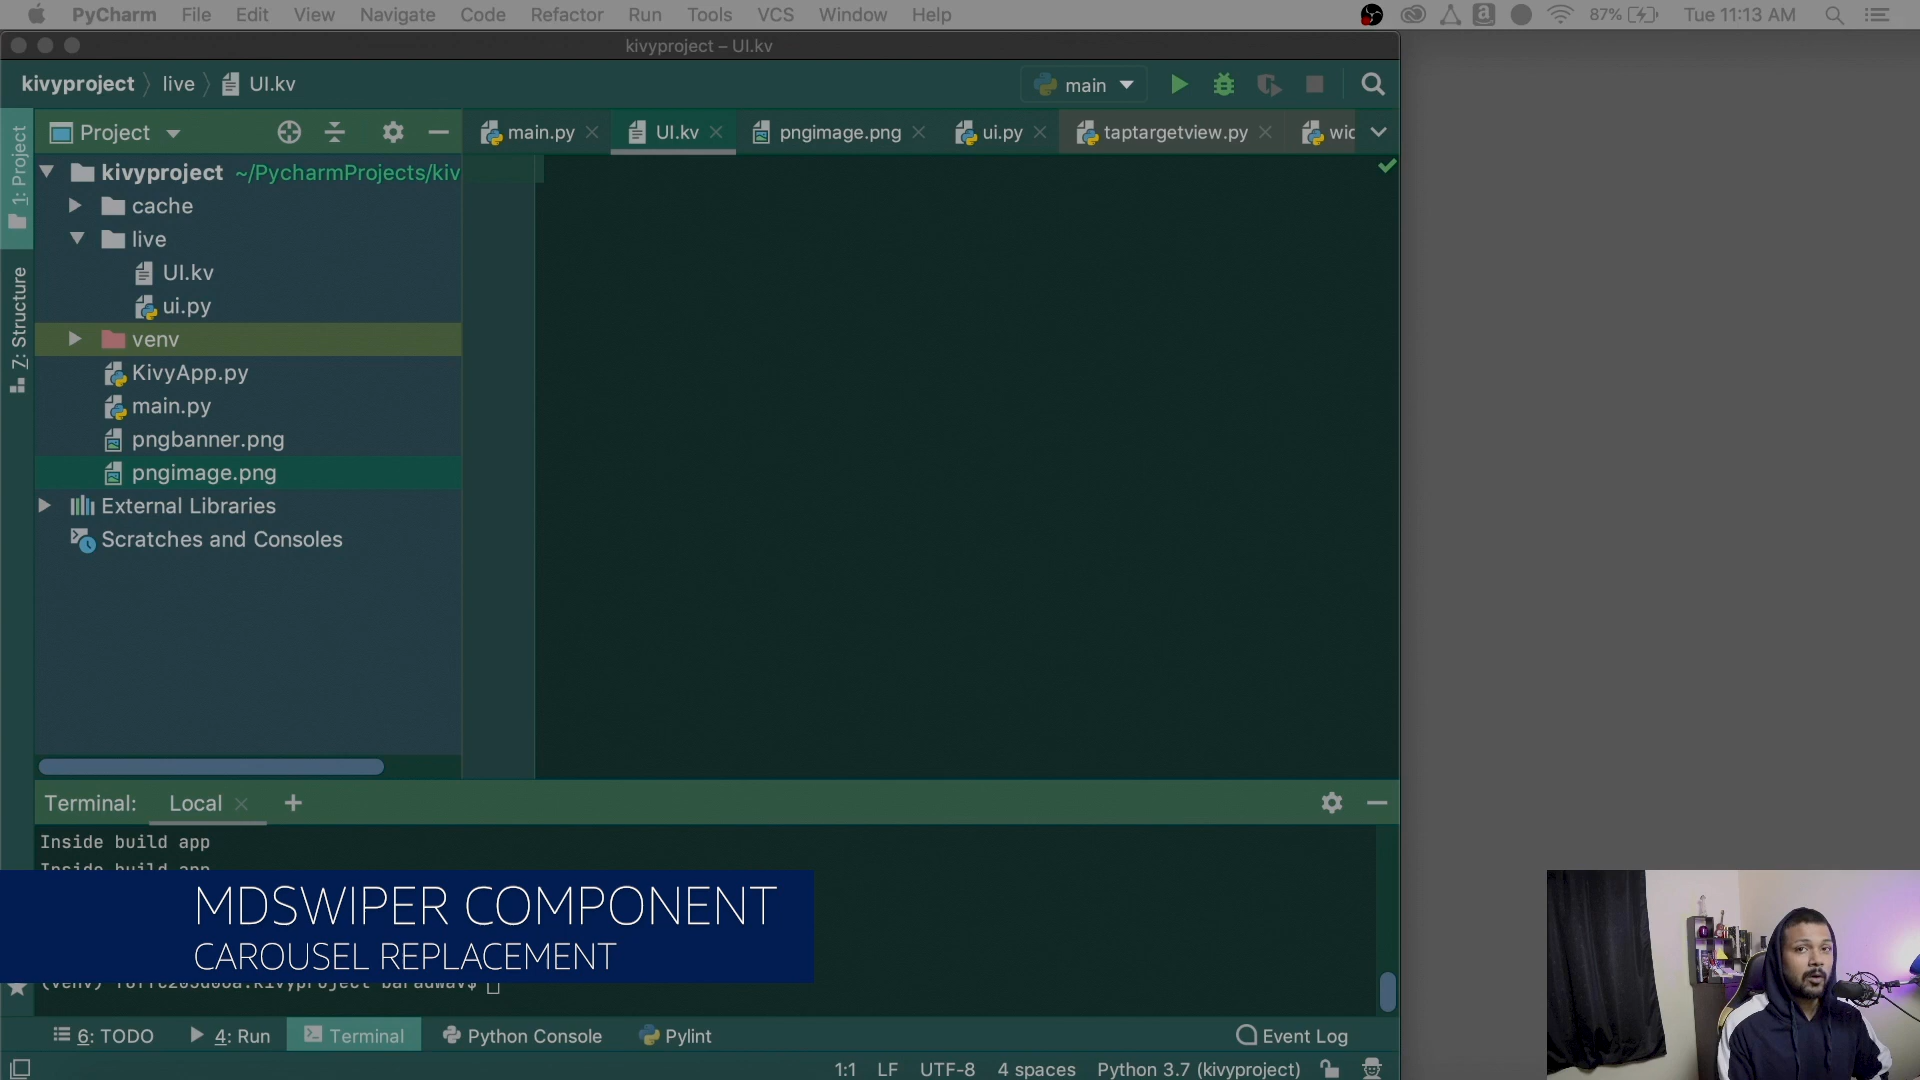 PyCharm File Edit View Navigate Code Refactor Run Tools VCS Window Help 87% Tue 11:13 AM
kivyproject – UI.kv
kivyproject live UI.kv main
1: Project
Project main.py UI.kv pngimage.png ui.py taptargetview.py
kivyproject ~/PycharmProjects/kiv
cache
live
UI.kv
ui.py
7: Structure
venv
KivyApp.py
main.py
pngbanner.png
pngimage.png
External Libraries
Scratches and Consoles
Terminal: Local
Inside build app
Inside build app
MDSWIPER COMPONENT
CAROUSEL REPLACEMENT
6: TODO 4: Run Terminal Python Console Pylint Event Log
1:1 LF UTF-8 4 spaces Python 3.7 (kivyproject)